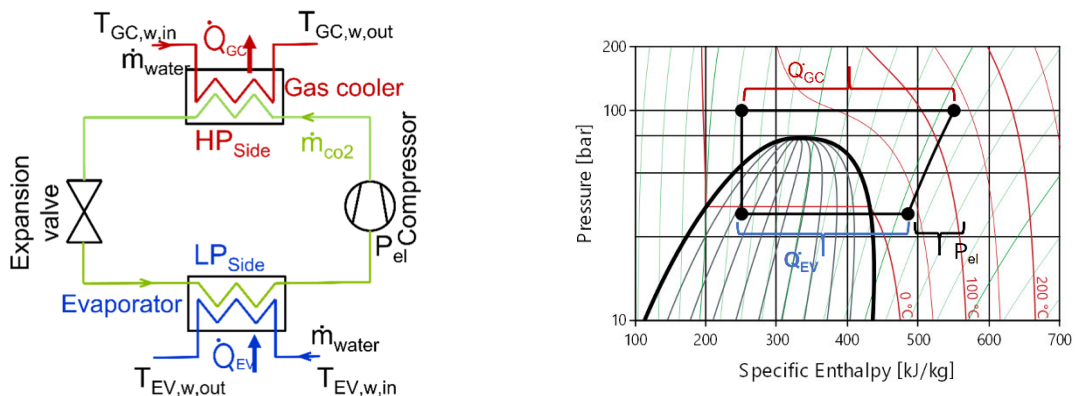 T_GC,w,in
Q̇_GC
T_GC,w,out
ṁ_water
Gas cooler
HP_Side
ṁ_co2
Expansion
valve
Compressor
P_el
LP_Side
Evaporator
Q̇_EV
ṁ_water
T_EV,w,out
T_EV,w,in
200
100
10
Pressure [bar]
Q̇_GC
Q̇_EV
P_el
0 °C
100 °C
200 °C
100 200 300 400 500 600 700
Specific Enthalpy [kJ/kg]